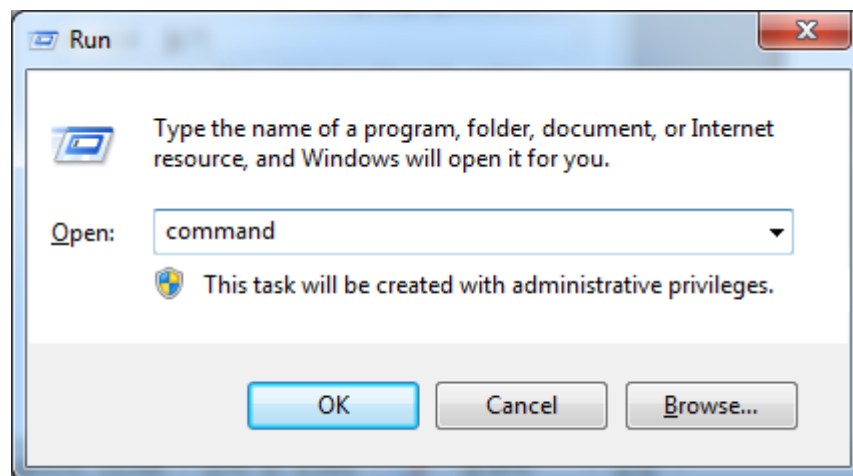 Run
Type the name of a program, folder, document, or Internet
resource, and Windows will open it for you.
Open: command
This task will be created with administrative privileges.
OK Cancel Browse...